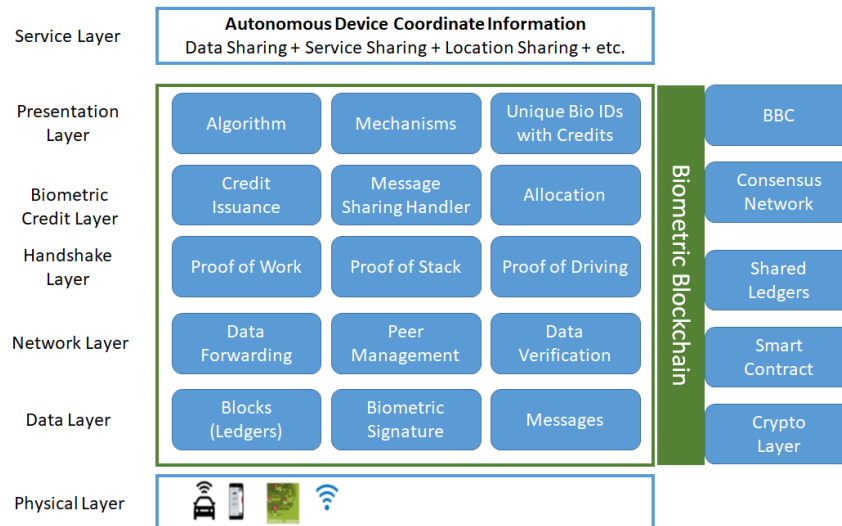 Service Layer
Autonomous Device Coordinate Information
Data Sharing + Service Sharing + Location Sharing + etc.
Presentation
Layer
Algorithm
Mechanisms
Unique Bio IDs
with Credits
Biometric
Credit Layer
Credit
Issuance
Message
Sharing Handler
Allocation
Handshake
Layer
Proof of Work
Proof of Stack
Proof of Driving
Network Layer
Data
Forwarding
Peer
Management
Data
Verification
Data Layer
Blocks
(Ledgers)
Biometric
Signature
Messages
Biometric Blockchain
BBC
Consensus
Network
Shared
Ledgers
Smart
Contract
Crypto
Layer
Physical Layer